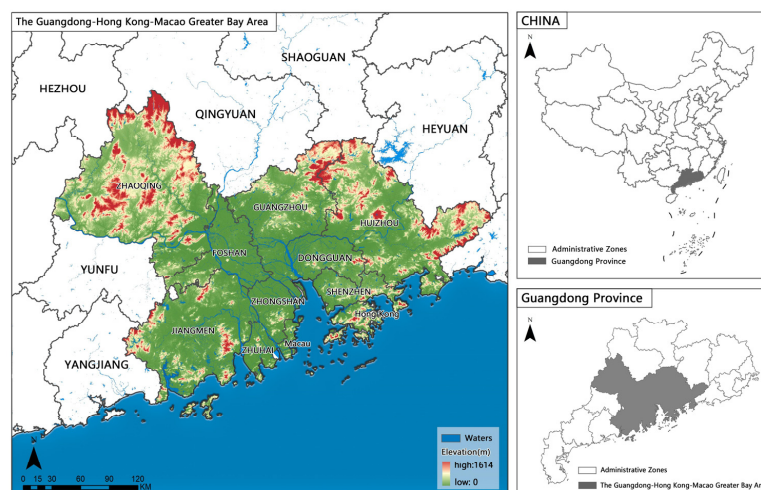 The Guangdong-Hong Kong-Macao Greater Bay Area
SHAOGUAN
HEZHOU
QINGYUAN
HEYUAN
ZHAOQING
GUANGZHOU
HUIZHOU
FOSHAN
DONGGUAN
YUNFU
SHENZHEN
ZHONGSHAN
Hong Kong
JIANGMEN
Macau
ZHUHAI
YANGJIANG
Waters
Elevation(m)
high:1614
low: 0
N
0 15 30 60 90 120
KM
CHINA
N
Administrative Zones
Guangdong Province
Guangdong Province
N
Administrative Zones
The Guangdong-Hong Kong-Macao Greater Bay Are